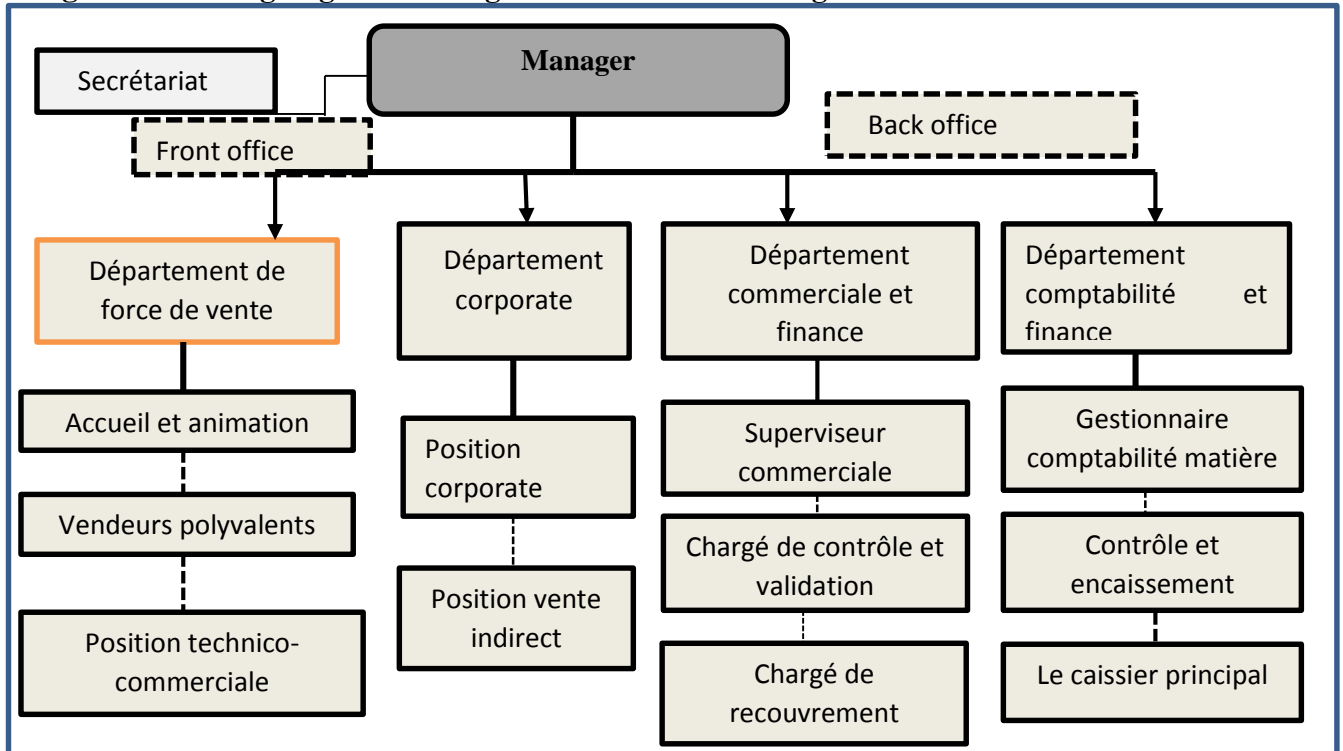 Manager
Secrétariat
Back office
Front office
Département de
force de vente
Département
corporate
Département
commerciale et
finance
Département
comptabilité et
finance
Accueil et animation
Vendeurs polyvalents
Position technico-
commerciale
Position
corporate
Position vente
indirect
Superviseur
commerciale
Chargé de contrôle et
validation
Chargé de
recouvrement
Gestionnaire
comptabilité matière
Contrôle et
encaissement
Le caissier principal